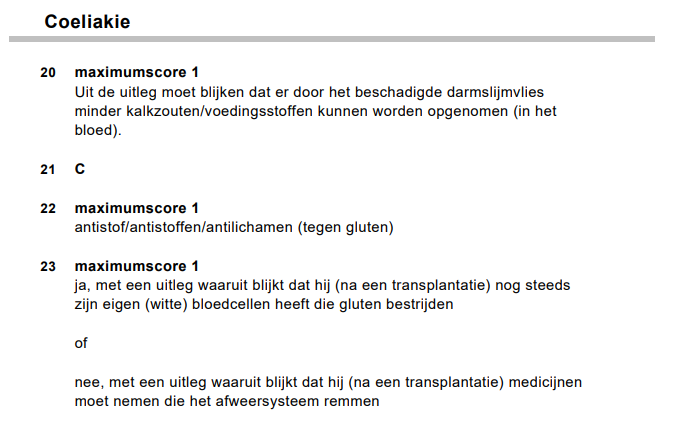 Coeliakie
20 maximumscore 1
Uit de uitleg moet blijken dat er door het beschadigde darmslijmvlies
minder kalkzouten/voedingsstoffen kunnen worden opgenomen (in het
bloed).
21 C
22 maximumscore 1
antistof/antistoffen/antilichamen (tegen gluten)
23 maximumscore 1
ja, met een uitleg waaruit blijkt dat hij (na een transplantatie) nog steeds
zijn eigen (witte) bloedcellen heeft die gluten bestrijden
of
nee, met een uitleg waaruit blijkt dat hij (na een transplantatie) medicijnen
moet nemen die het afweersysteem remmen